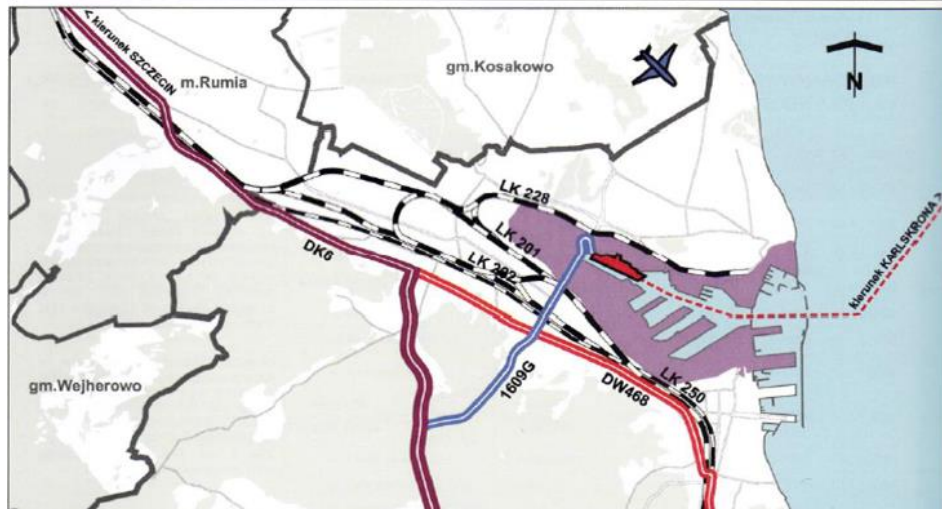 < kierunek SZCZECIN
m.Rumia
gm.Kosakowo
N
LK 228
LK 201
LK 202
DK6
kierunek KARLSKRONA >
gm.Wejherowo
1609G
DW468
LK 250